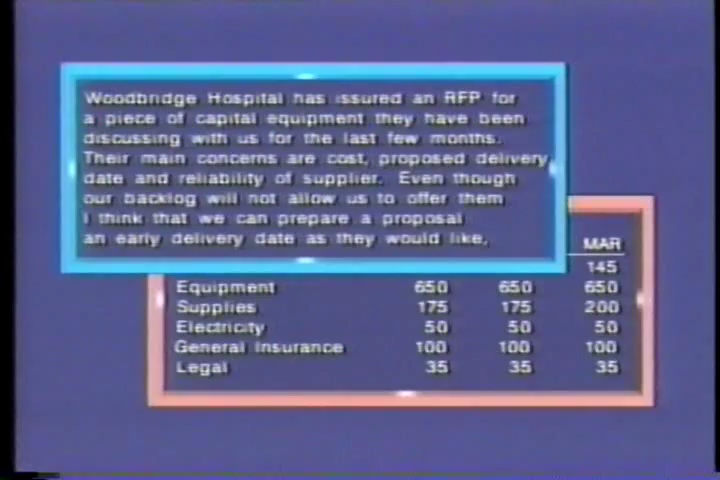 Woodbridge Hospital has issured an RFP for
a piece of capital equipment they have been
discussing with us for the last few months.
Their main concerns are cost, proposed delivery
date and reliability of supplier. Even though
our backlog will not allow us to offer them
I think that we can prepare a proposal
an early delivery date as they would like,
MAR
145
Equipment 650 650 650
Supplies 175 175 200
Electricity 50 50 50
General Insurance 100 100 100
Legal 35 35 35